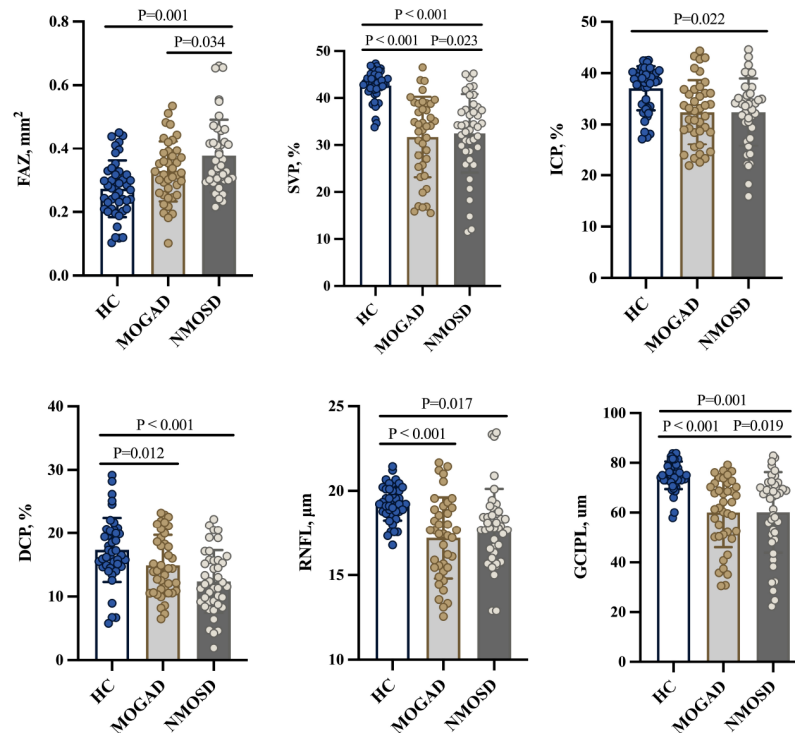 P=0.001
P=0.034
0.8
0.6
0.4
0.2
0.0
FAZ, mm²
HC
MOGAD
NMOSD
P < 0.001
P < 0.001 P=0.023
50
40
30
20
10
0
SVP, %
HC
MOGAD
NMOSD
P=0.022
50
40
30
20
10
0
ICP, %
HC
MOGAD
NMOSD
P < 0.001
P=0.012
40
30
20
10
0
DCP, %
HC
MOGAD
NMOSD
P=0.017
P < 0.001
25
20
15
10
RNFL, µm
HC
MOGAD
NMOSD
P=0.001
P < 0.001 P=0.019
100
80
60
40
20
0
GCIPL, um
HC
MOGAD
NMOSD